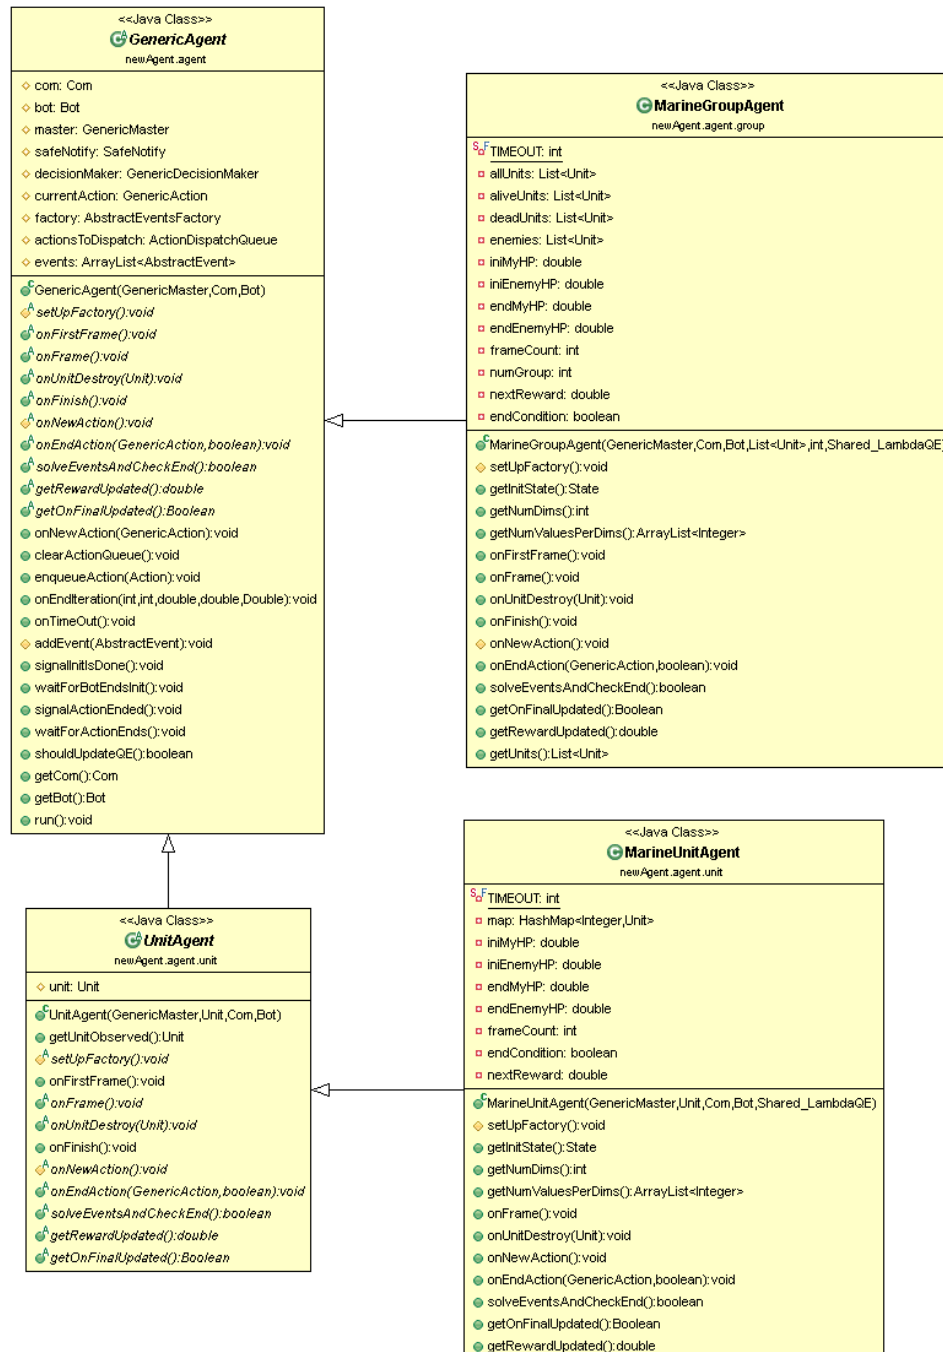 <<Java Class>>
GenericAgent
newAgent.agent
com: Com
bot: Bot
master: GenericMaster
safeNotify: SafeNotify
decisionMaker: GenericDecisionMaker
currentAction: GenericAction
factory: AbstractEventsFactory
actionsToDispatch: ActionDispatchQueue
events: ArrayList<AbstractEvent>
GenericAgent(GenericMaster,Com,Bot)
setUpFactory():void
onFirstFrame():void
onFrame():void
onUnitDestroy(Unit):void
onFinish():void
onNewAction():void
onEndAction(GenericAction,boolean):void
solveEventsAndCheckEnd():boolean
getRewardUpdated():double
getOnFinalUpdated():Boolean
onNewAction(GenericAction):void
clearActionQueue():void
enqueueAction(Action):void
onEndIteration(int,int,double,double,Double):void
onTimeOut():void
addEvent(AbstractEvent):void
signalInitIsDone():void
waitForBotEndsInit():void
signalActionEnded():void
waitForActionEnds():void
shouldUpdateQE():boolean
getCom():Com
getBot():Bot
run():void
<<Java Class>>
MarineGroupAgent
newAgent.agent.group
TIMEOUT: int
allUnits: List<Unit>
aliveUnits: List<Unit>
deadUnits: List<Unit>
enemies: List<Unit>
iniMyHP: double
iniEnemyHP: double
endMyHP: double
endEnemyHP: double
frameCount: int
numGroup: int
nextReward: double
endCondition: boolean
MarineGroupAgent(GenericMaster,Com,Bot,List<Unit>,int,Shared_LambdaQE)
setUpFactory():void
getInitState():State
getNumDims():int
getNumValuesPerDims():ArrayList<Integer>
onFirstFrame():void
onFrame():void
onUnitDestroy(Unit):void
onFinish():void
onNewAction():void
onEndAction(GenericAction,boolean):void
solveEventsAndCheckEnd():boolean
getOnFinalUpdated():Boolean
getRewardUpdated():double
getUnits():List<Unit>
<<Java Class>>
UnitAgent
newAgent.agent.unit
unit: Unit
UnitAgent(GenericMaster,Unit,Com,Bot)
getUnitObserved():Unit
setUpFactory():void
onFirstFrame():void
onFrame():void
onUnitDestroy(Unit):void
onFinish():void
onNewAction():void
onEndAction(GenericAction,boolean):void
solveEventsAndCheckEnd():boolean
getRewardUpdated():double
getOnFinalUpdated():Boolean
<<Java Class>>
MarineUnitAgent
newAgent.agent.unit
TIMEOUT: int
map: HashMap<Integer,Unit>
iniMyHP: double
iniEnemyHP: double
endMyHP: double
endEnemyHP: double
frameCount: int
endCondition: boolean
nextReward: double
MarineUnitAgent(GenericMaster,Unit,Com,Bot,Shared_LambdaQE)
setUpFactory():void
getInitState():State
getNumDims():int
getNumValuesPerDims():ArrayList<Integer>
onFrame():void
onUnitDestroy(Unit):void
onNewAction():void
onEndAction(GenericAction,boolean):void
solveEventsAndCheckEnd():boolean
getOnFinalUpdated():Boolean
getRewardUpdated():double